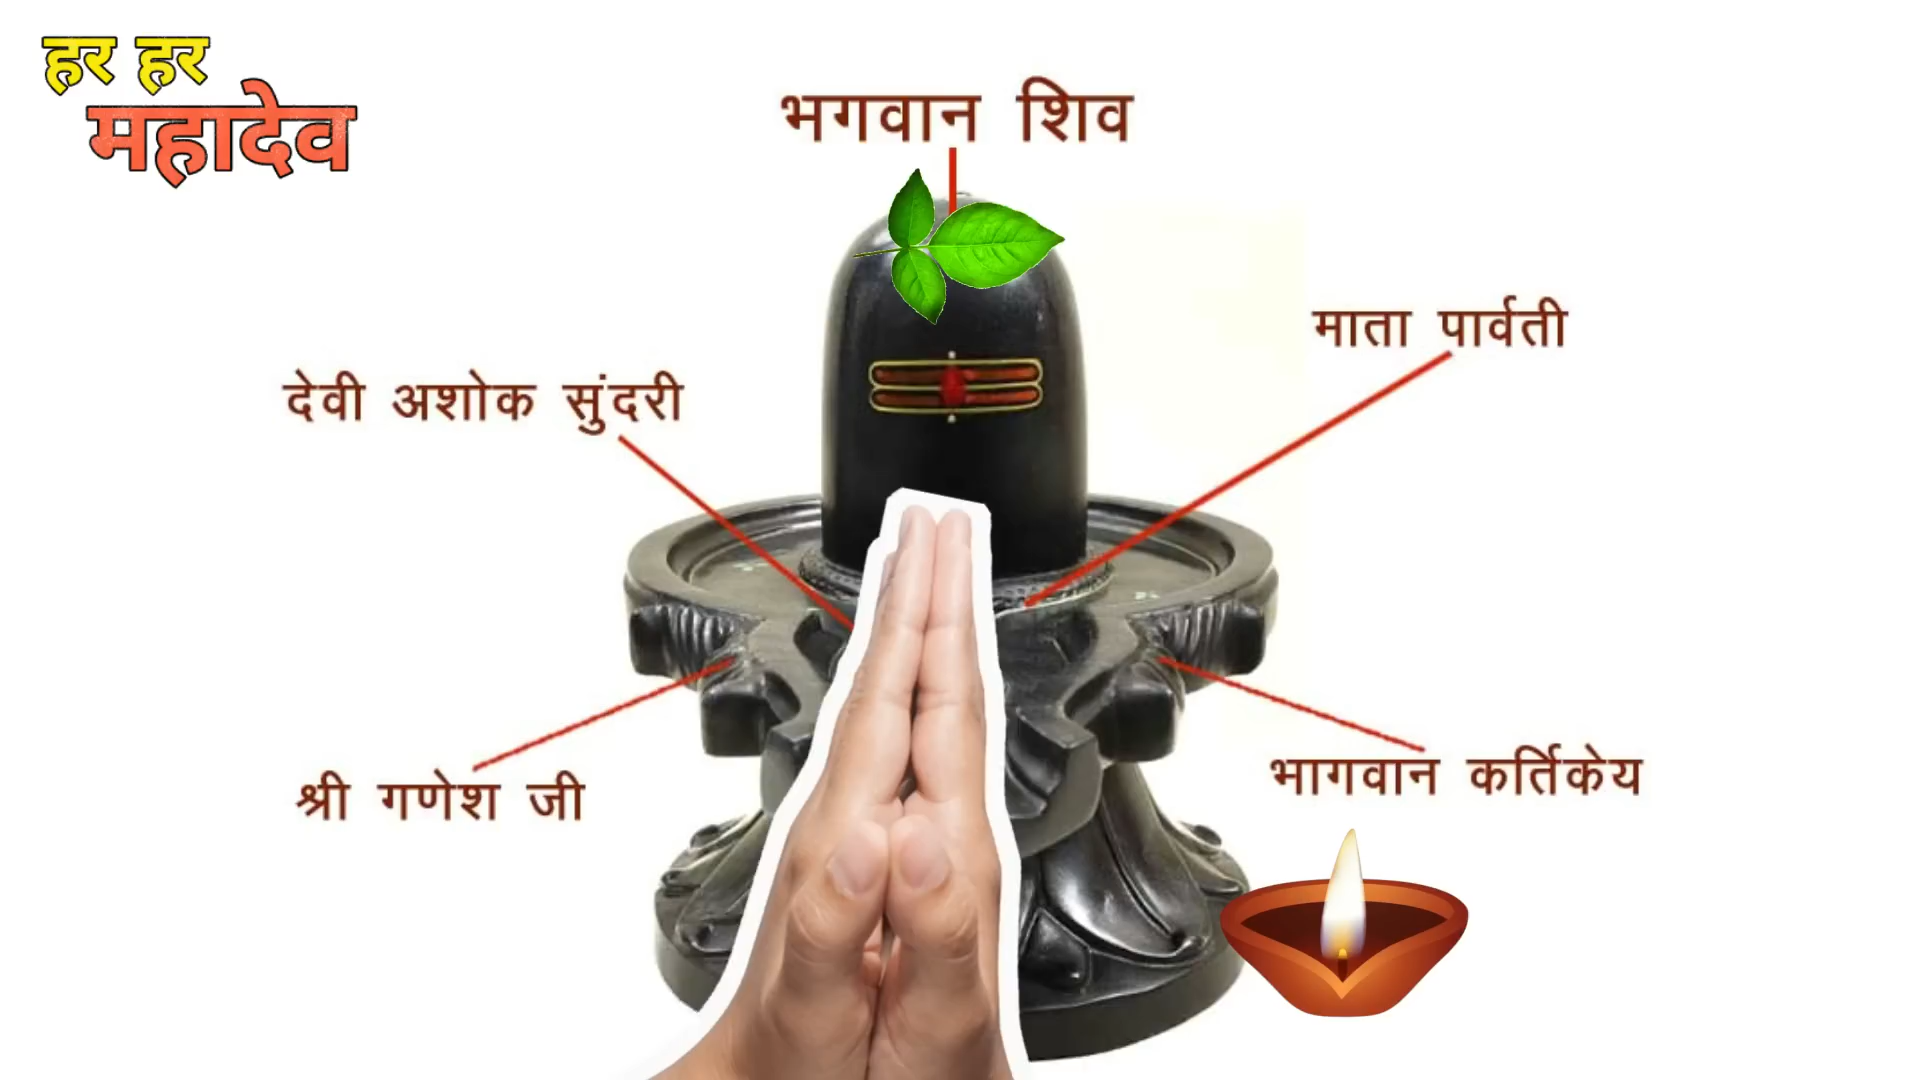 हर हर
महादेव
भगवान शिव
माता पार्वती
देवी अशोक सुंदरी
भागवान कर्तिकेय
श्री गणेश जी